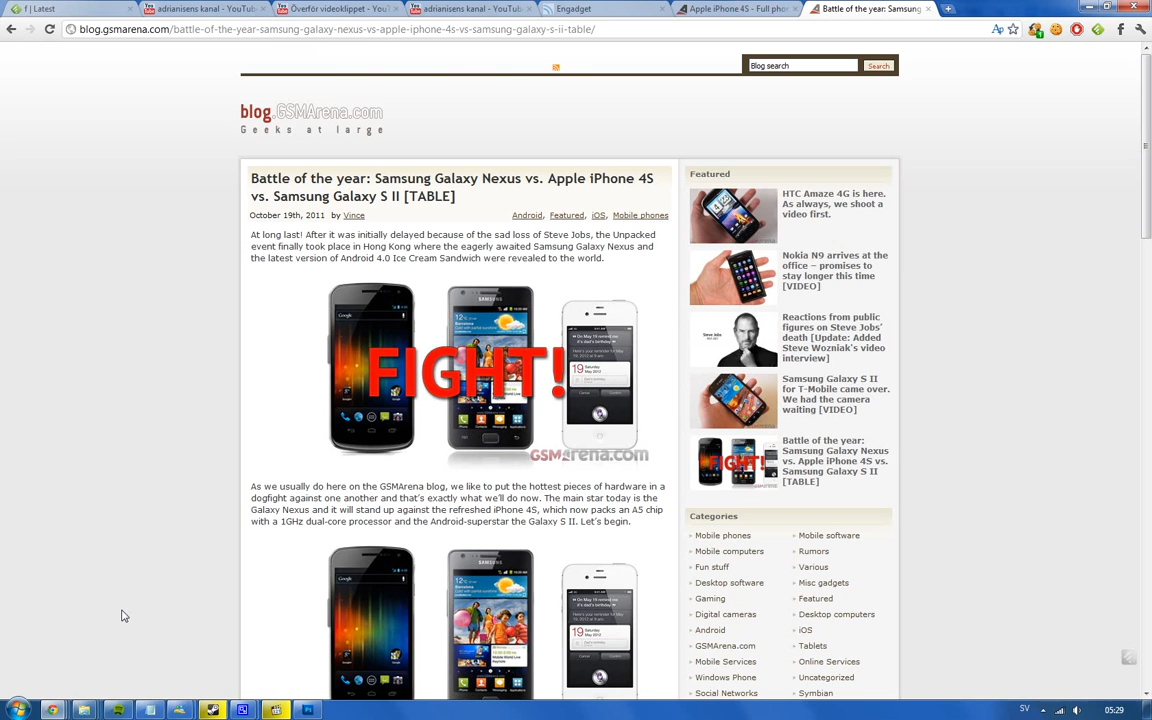 f | Latest
adrianisens kanal - YouTube
Överför videoklippet - YouT
adrianisens kanal - YouTub
Engadget
Apple iPhone 4S - Full pho
Battle of the year: Samsung
blog.gsmarena.com/battle-of-the-year-samsung-galaxy-nexus-vs-apple-iphone-4s-vs-samsung-galaxy-s-ii-table/
Blog search
Search
blog.GSMArena.com
Geeks at large
Battle of the year: Samsung Galaxy Nexus vs. Apple iPhone 4S
vs. Samsung Galaxy S II [TABLE]
October 19th, 2011 by Vince
Android, Featured, iOS, Mobile phones
At long last! After it was initially delayed because of the sad loss of Steve Jobs, the Unpacked
event finally took place in Hong Kong where the eagerly awaited Samsung Galaxy Nexus and
the latest version of Android 4.0 Ice Cream Sandwich were revealed to the world.
SAMSUNG
Google
FIGHT!
19
GSMArena.com
As we usually do here on the GSMArena blog, we like to put the hottest pieces of hardware in a
dogfight against one another and that's exactly what we'll do now. The main star today is the
Galaxy Nexus and it will stand up against the refreshed iPhone 4S, which now packs an A5 chip
with a 1GHz dual-core processor and the Android-superstar the Galaxy S II. Let's begin.
SAMSUNG
Google
19
Featured
HTC Amaze 4G is here.
As always, we shoot a
video first.
Nokia N9 arrives at the
office – promises to
stay longer this time
[VIDEO]
Steve Jobs
Reactions from public
figures on Steve Jobs'
death [Update: Added
Steve Wozniak's video
interview]
Samsung Galaxy S II
for T-Mobile came over.
We had the camera
waiting [VIDEO]
FIGHT!
Battle of the year:
Samsung Galaxy Nexus
vs. Apple iPhone 4S vs.
Samsung Galaxy S II
[TABLE]
Categories
Mobile phones
Mobile software
Mobile computers
Rumors
Fun stuff
Various
Desktop software
Misc gadgets
Gaming
Featured
Digital cameras
Desktop computers
Android
iOS
GSMArena.com
Tablets
Mobile Services
Online Services
Windows Phone
Uncategorized
Social Networks
Symbian
SV
05:29